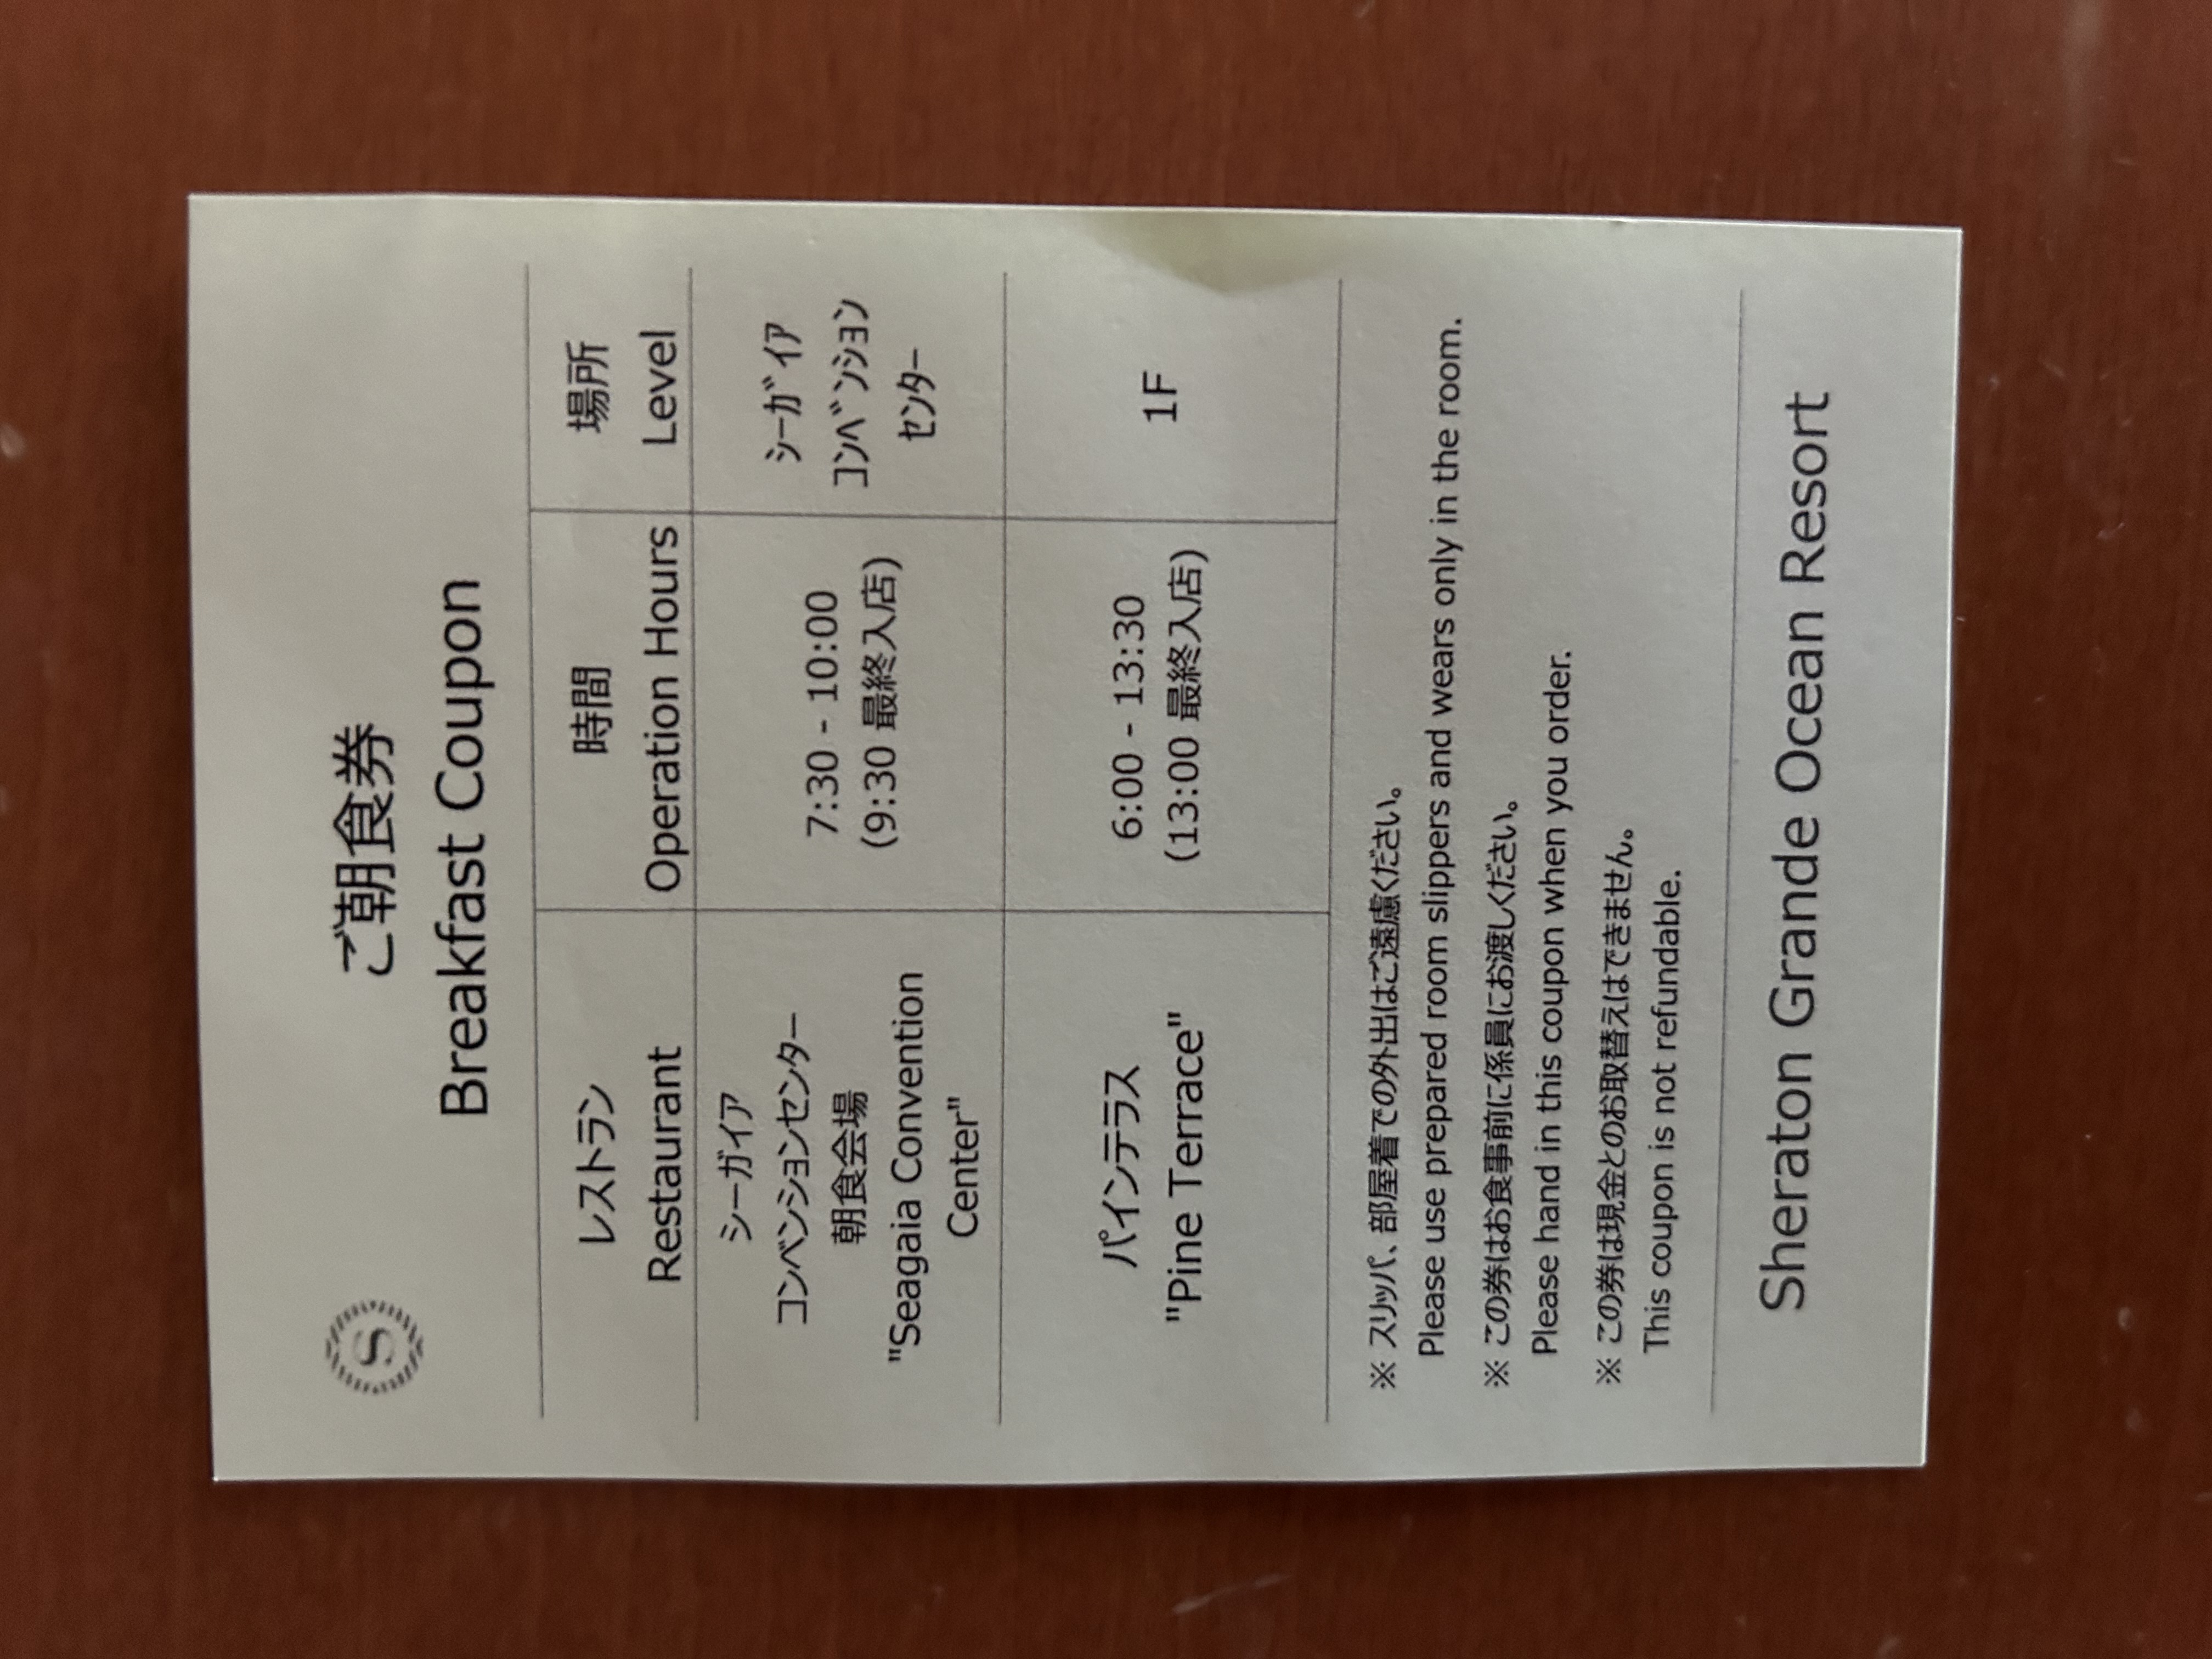 S
ご朝食券
Breakfast Coupon
レストラン
Restaurant
時間
Operation Hours
場所
Level
シーガイア
コンベンションセンター
朝食会場
"Seagaia Convention
Center"
7:30 - 10:00
(9:30 最終入店)
シーガイア
コンベンション
センター
パインテラス
"Pine Terrace"
6:00 - 13:30
(13:00 最終入店)
1F
※ スリッパ、部屋着での外出はご遠慮ください。
Please use prepared room slippers and wears only in the room.
※ この券はお食事前に係員にお渡しください。
Please hand in this coupon when you order.
※ この券は現金とのお取替えはできません。
This coupon is not refundable.
Sheraton Grande Ocean Resort